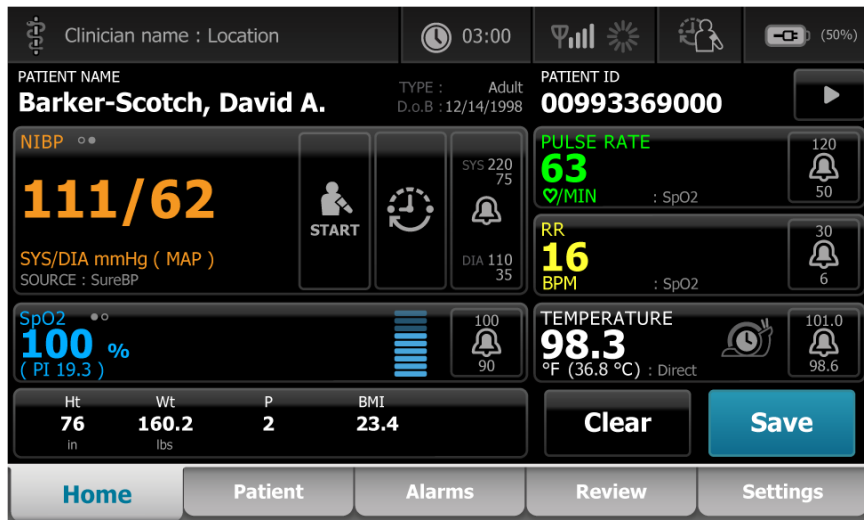 Clinician name : Location
03:00
(50%)
PATIENT NAME
Barker-Scotch, David A.
TYPE : Adult
D.o.B : 12/14/1998
PATIENT ID
00993369000
NIBP
111/62
SYS/DIA mmHg ( MAP )
SOURCE : SureBP
START
SYS 220
75
DIA 110
35
PULSE RATE
63
/MIN : SpO2
120
50
RR
16
BPM : SpO2
30
6
SpO2
100 %
( PI 19.3 )
100
90
TEMPERATURE
98.3
°F (36.8 °C) : Direct
101.0
98.6
Ht Wt P BMI
76 160.2 2 23.4
in lbs
Clear
Save
Home Patient Alarms Review Settings